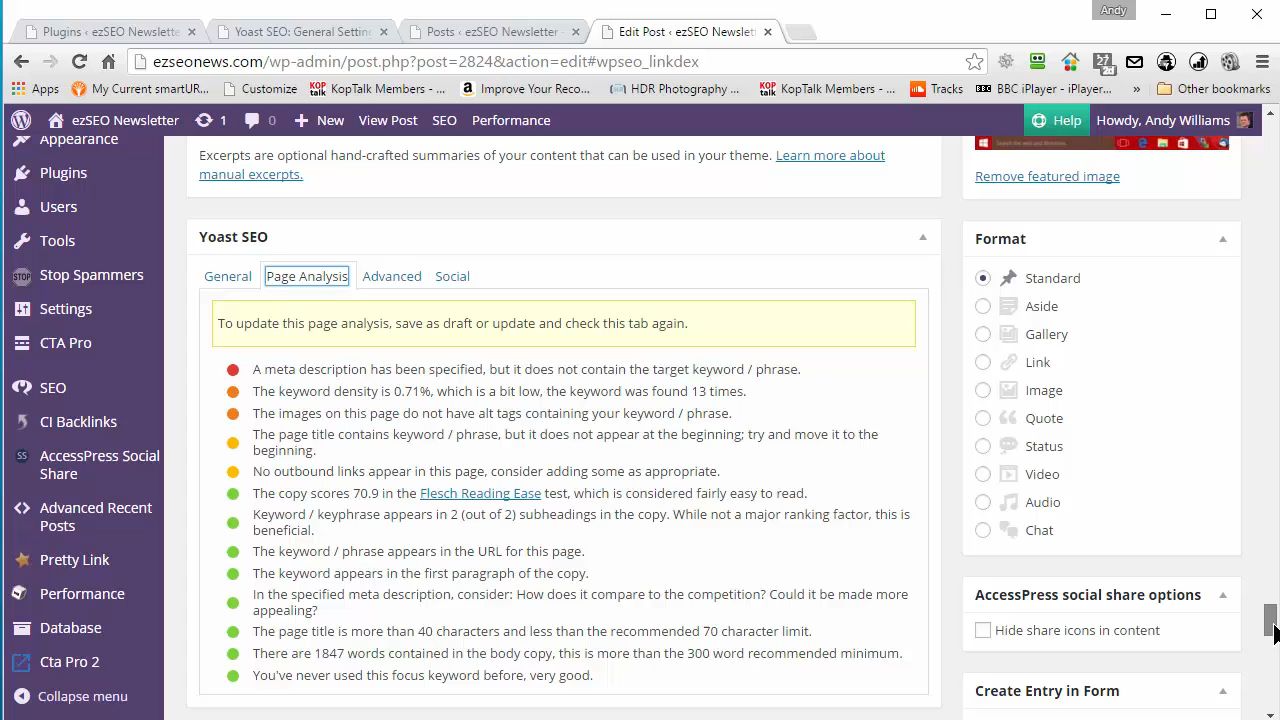 Andy
Plugins ‹ ezSEO Newslette
Yoast SEO: General Settin
Posts ‹ ezSEO Newsletter
Edit Post ‹ ezSEO Newslet
ezseonews.com/wp-admin/post.php?post=2824&action=edit#wpseo_linkdex
27
2d
Apps
My Current smartUR...
KOP talk
Customize
KopTalk Members - ...
Improve Your Reco...
HDR Photography ...
KOP talk
KopTalk Members - ...
Tracks
BBC iPlayer - iPlayer...
»
Other bookmarks
ezSEO Newsletter
1
0
New
View Post
SEO
Performance
Help
Howdy, Andy Williams
Appearance
Plugins
Users
Tools
STOP
Stop Spammers
Settings
CTA Pro
SEO
CI Backlinks
SS
AccessPress Social
Share
Advanced Recent
Posts
Pretty Link
Performance
Database
Cta Pro 2
Collapse menu
Excerpts are optional hand-crafted summaries of your content that can be used in your theme. Learn more about
manual excerpts.
Yoast SEO
General
Page Analysis
Advanced
Social
To update this page analysis, save as draft or update and check this tab again.
A meta description has been specified, but it does not contain the target keyword / phrase.
The keyword density is 0.71%, which is a bit low, the keyword was found 13 times.
The images on this page do not have alt tags containing your keyword / phrase.
The page title contains keyword / phrase, but it does not appear at the beginning; try and move it to the
beginning.
No outbound links appear in this page, consider adding some as appropriate.
The copy scores 70.9 in the Flesch Reading Ease test, which is considered fairly easy to read.
Keyword / keyphrase appears in 2 (out of 2) subheadings in the copy. While not a major ranking factor, this is
beneficial.
The keyword / phrase appears in the URL for this page.
The keyword appears in the first paragraph of the copy.
In the specified meta description, consider: How does it compare to the competition? Could it be made more
appealing?
The page title is more than 40 characters and less than the recommended 70 character limit.
There are 1847 words contained in the body copy, this is more than the 300 word recommended minimum.
You've never used this focus keyword before, very good.
Search the web and Windows
Remove featured image
Format
Standard
Aside
Gallery
Link
Image
Quote
Status
Video
Audio
Chat
AccessPress social share options
Hide share icons in content
Create Entry in Form